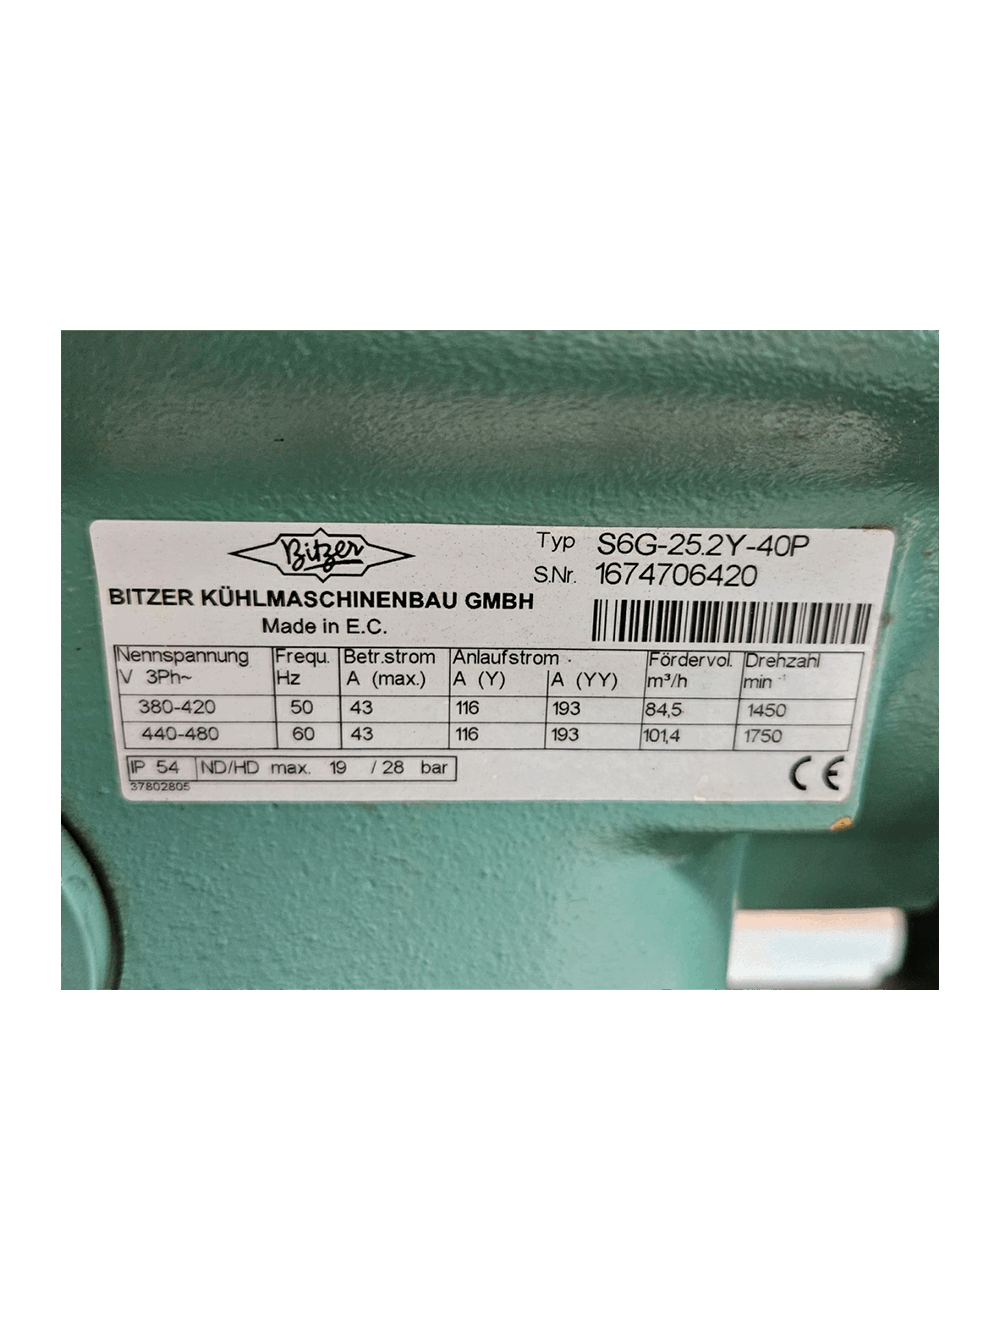 Bitzer
BITZER KÜHLMASCHINENBAU GMBH
Made in E.C.
Typ S6G-25.2Y-40P
S.Nr. 1674706420
Nennspannung Frequ. Betr.strom Anlaufstrom Fördervol. Drehzahl
V 3Ph~ Hz A (max.) A (Y) A (YY) m³/h min ⁻¹
380-420 50 43 116 193 84,5 1450
440-480 60 43 116 193 101,4 1750
IP 54 ND/HD max. 19 / 28 bar
37802805
CE